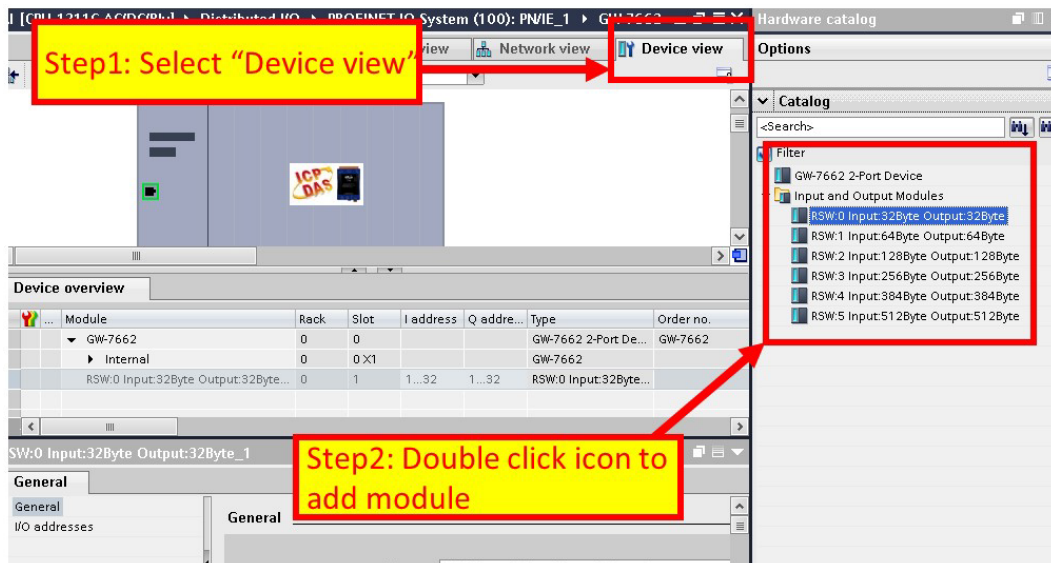 [CPU 1211C AC/DC/Rly] ▸ Distributed I/O ▸ PROFINET IO-System (100): PN/IE_1 ▸ GW-7662
Hardware catalog
Step1: Select “Device view”
view
Network view
Device view
Options
Catalog
<Search>
Filter
GW-7662 2-Port Device
Input and Output Modules
RSW:0 Input:32Byte Output:32Byte
RSW:1 Input:64Byte Output:64Byte
RSW:2 Input:128Byte Output:128Byte
RSW:3 Input:256Byte Output:256Byte
RSW:4 Input:384Byte Output:384Byte
RSW:5 Input:512Byte Output:512Byte
ICP
DAS
Device overview
... Module Rack Slot I address Q addre... Type Order no.
GW-7662 0 0 GW-7662 2-Port De... GW-7662
Internal 0 0 X1 GW-7662
RSW:0 Input:32Byte Output:32Byte... 0 1 1...32 1...32 RSW:0 Input:32Byte...
SW:0 Input:32Byte Output:32Byte_1
Step2: Double click icon to
add module
General
General
I/O addresses
General